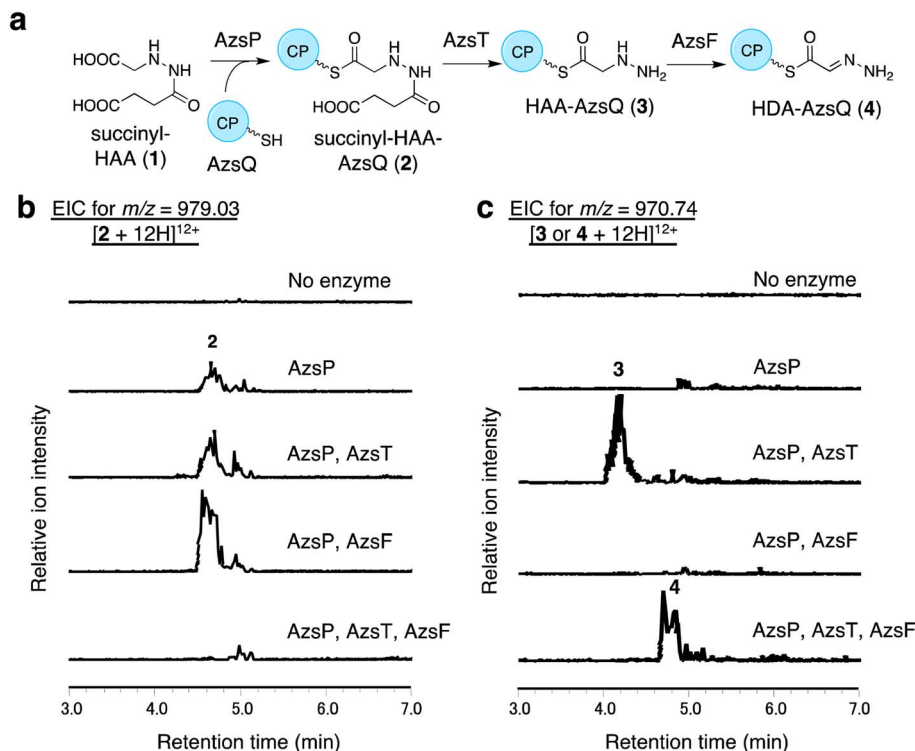 a
AzsP
AzsT
AzsF
HOOC
H
N
NH
HOOC
O
succinyl-
HAA (1)
CP
SH
AzsQ
CP
S
O
H
N
NH
HOOC
O
succinyl-HAA-
AzsQ (2)
CP
S
O
H
N
NH2
HAA-AzsQ (3)
CP
S
O
N
NH2
HDA-AzsQ (4)
b EIC for m/z = 979.03
[2 + 12H]12+
No enzyme
2
AzsP
AzsP, AzsT
AzsP, AzsF
AzsP, AzsT, AzsF
Relative ion intensity
3.0 4.0 5.0 6.0 7.0
Retention time (min)
c EIC for m/z = 970.74
[3 or 4 + 12H]12+
No enzyme
AzsP
3
AzsP, AzsT
AzsP, AzsF
4
AzsP, AzsT, AzsF
Relative ion intensity
3.0 4.0 5.0 6.0 7.0
Retention time (min)